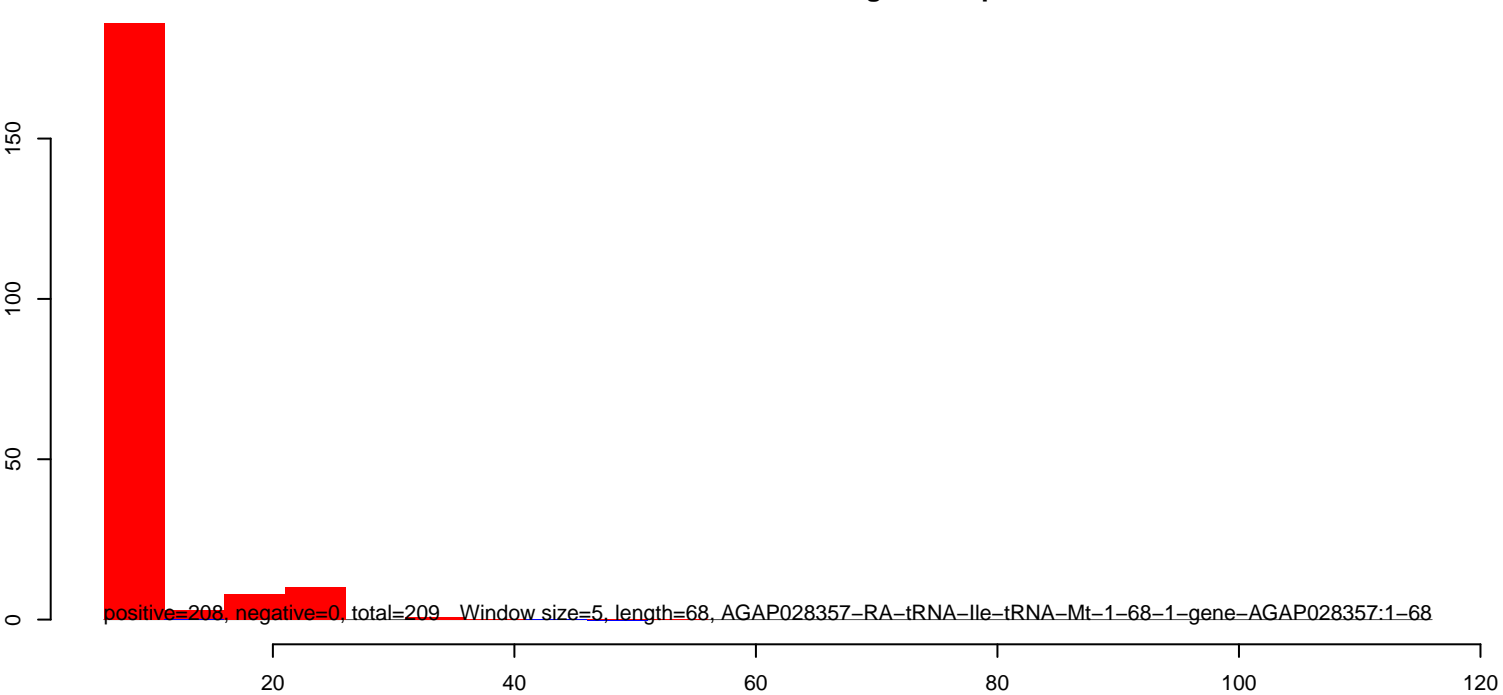 150
100
50
0
positive=208, negative=0, total=209 Window size=5, length=68, AGAP028357−RA−tRNA−Ile−tRNA−Mt−1−68−1−gene−AGAP028357:1−68
20 40 60 80 100 120